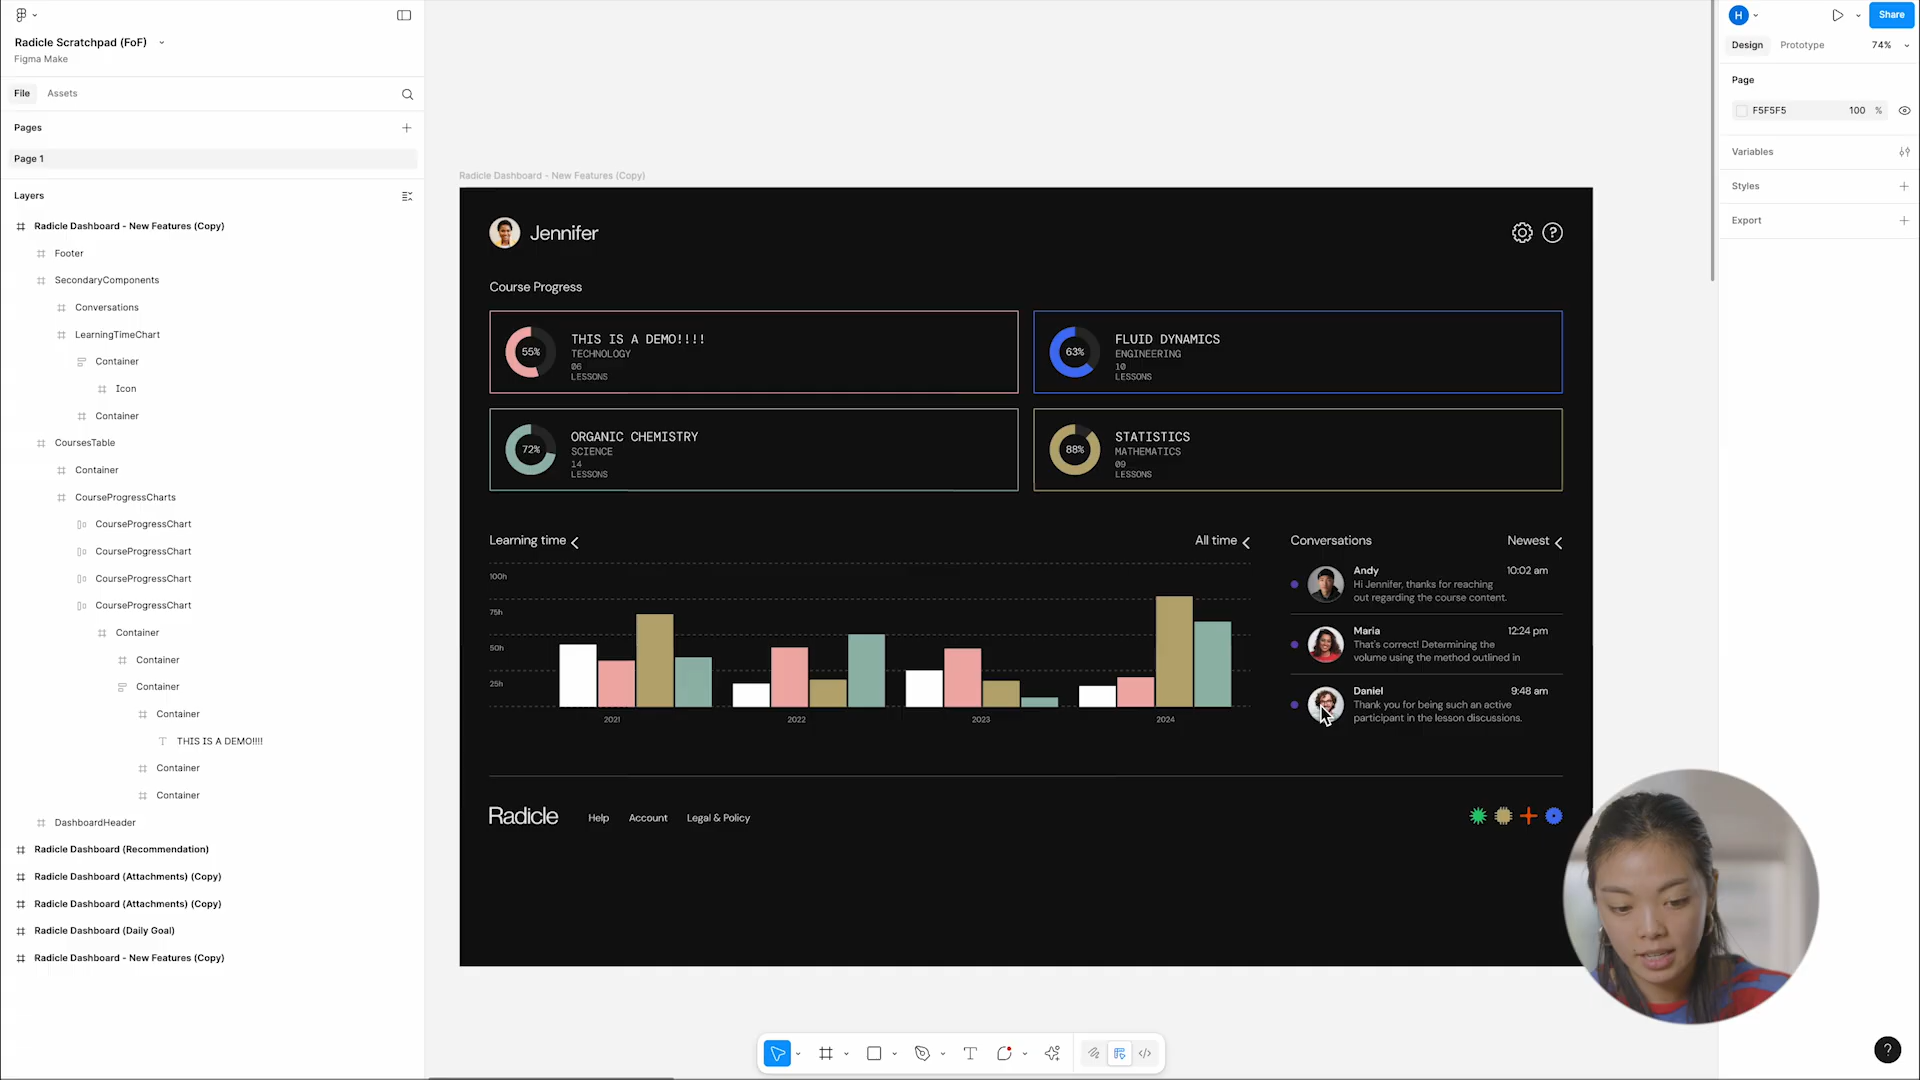 Radicle Scratchpad (FoF)
Figma Make
File Assets
Pages
Page 1
Layers
Radicle Dashboard - New Features (Copy)
Footer
SecondaryComponents
Conversations
LearningTimeChart
Container
Icon
Container
CoursesTable
Container
CourseProgressCharts
CourseProgressChart
CourseProgressChart
CourseProgressChart
CourseProgressChart
Container
Container
Container
Container
THIS IS A DEMO!!!!
Container
Container
DashboardHeader
Radicle Dashboard (Recommendation)
Radicle Dashboard (Attachments) (Copy)
Radicle Dashboard (Attachments) (Copy)
Radicle Dashboard (Daily Goal)
Radicle Dashboard - New Features (Copy)
Radicle Dashboard - New Features (Copy)
Jennifer
?
Course Progress
55%
THIS IS A DEMO!!!!
TECHNOLOGY
06
LESSONS
63%
FLUID DYNAMICS
ENGINEERING
10
LESSONS
72%
ORGANIC CHEMISTRY
SCIENCE
14
LESSONS
88%
STATISTICS
MATHEMATICS
09
LESSONS
Learning time
All time
100h
75h
50h
25h
2021 2022 2023 2024
Conversations
Newest
Andy 10:02 am
Hi Jennifer, thanks for reaching
out regarding the course content.
Maria 12:24 pm
That's correct! Determining the
volume using the method outlined in
Daniel 9:48 am
Thank you for being such an active
participant in the lesson discussions.
Radicle Help Account Legal & Policy
H
Share
Design Prototype 74%
Page
F5F5F5 100 %
Variables
Styles
Export
?